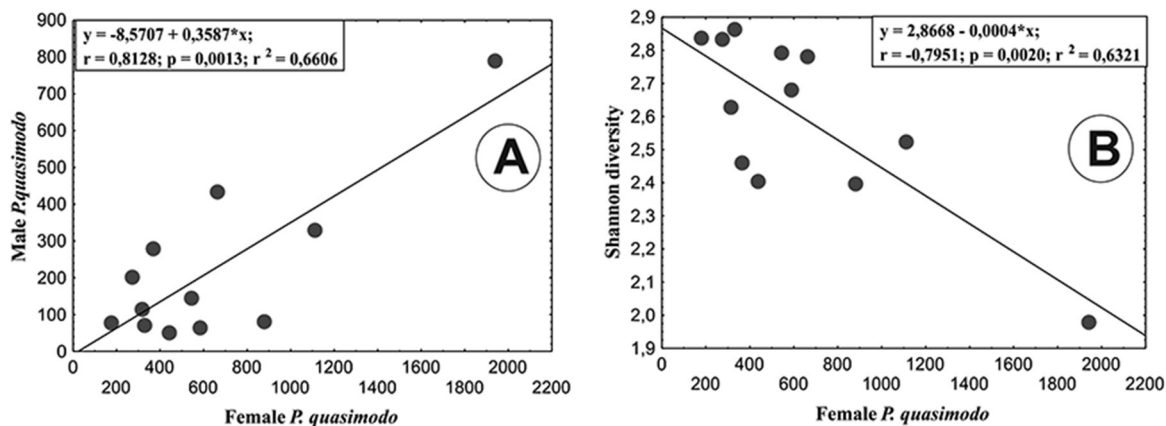 y = -8,5707 + 0,3587*x;
r = 0,8128; p = 0,0013; r 2 = 0,6606
900
800
700
600
500
400
300
200
100
0
Male P.quasimodo
A
0 400 800 1200 1600 2000
200 600 1000 1400 1800 2200
Female P. quasimodo
y = 2,8668 - 0,0004*x;
r = -0,7951; p = 0,0020; r 2 = 0,6321
2,9
2,8
2,7
2,6
2,5
2,4
2,3
2,2
2,1
2,0
1,9
Shannon diversity
B
0 400 800 1200 1600 2000
200 600 1000 1400 1800 2200
Female P. quasimodo